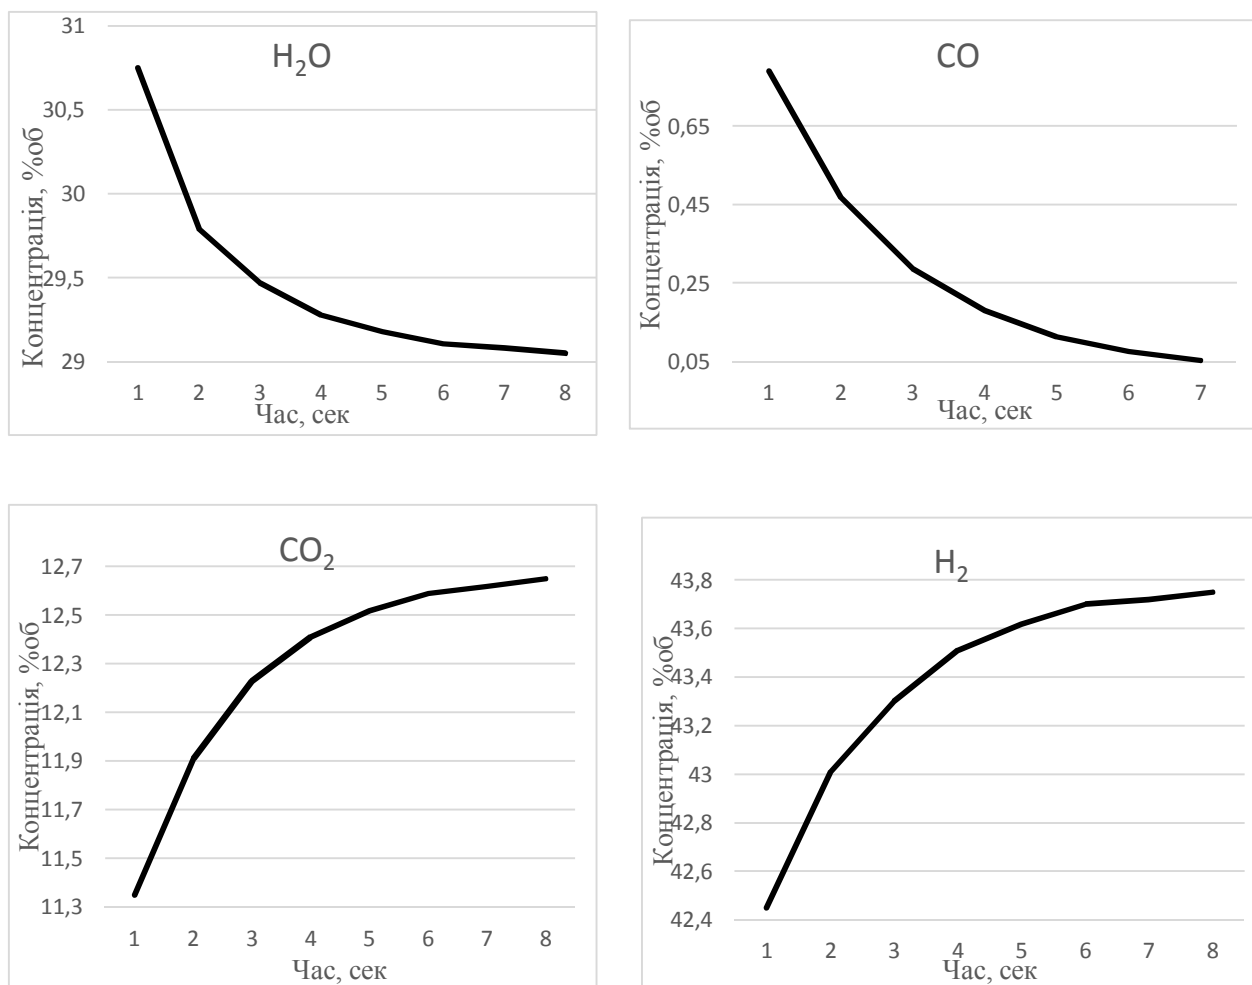 H₂O
Концентрація, %об
31
30,5
30
29,5
29
1 2 3 4 5 6 7 8
Час, сек
CO
Концентрація, %об
0,65
0,45
0,25
0,05
1 2 3 4 5 6 7
Час, сек
CO₂
Концентрація, %об
12,7
12,5
12,3
12,1
11,9
11,7
11,5
11,3
1 2 3 4 5 6 7 8
Час, сек
H₂
Концентрація, %об
43,8
43,6
43,4
43,2
43
42,8
42,6
42,4
1 2 3 4 5 6 7 8
Час, сек